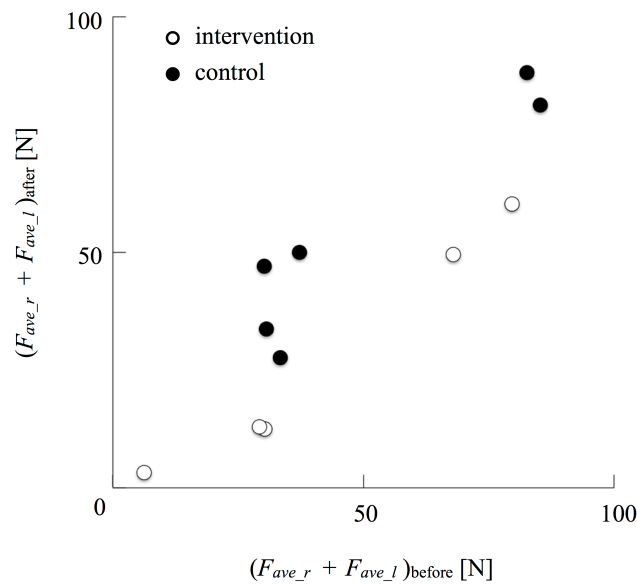 100
intervention
control
(Fave_r + Fave_l )after [N]
50
0
50
100
(Fave_r + Fave_l )before [N]